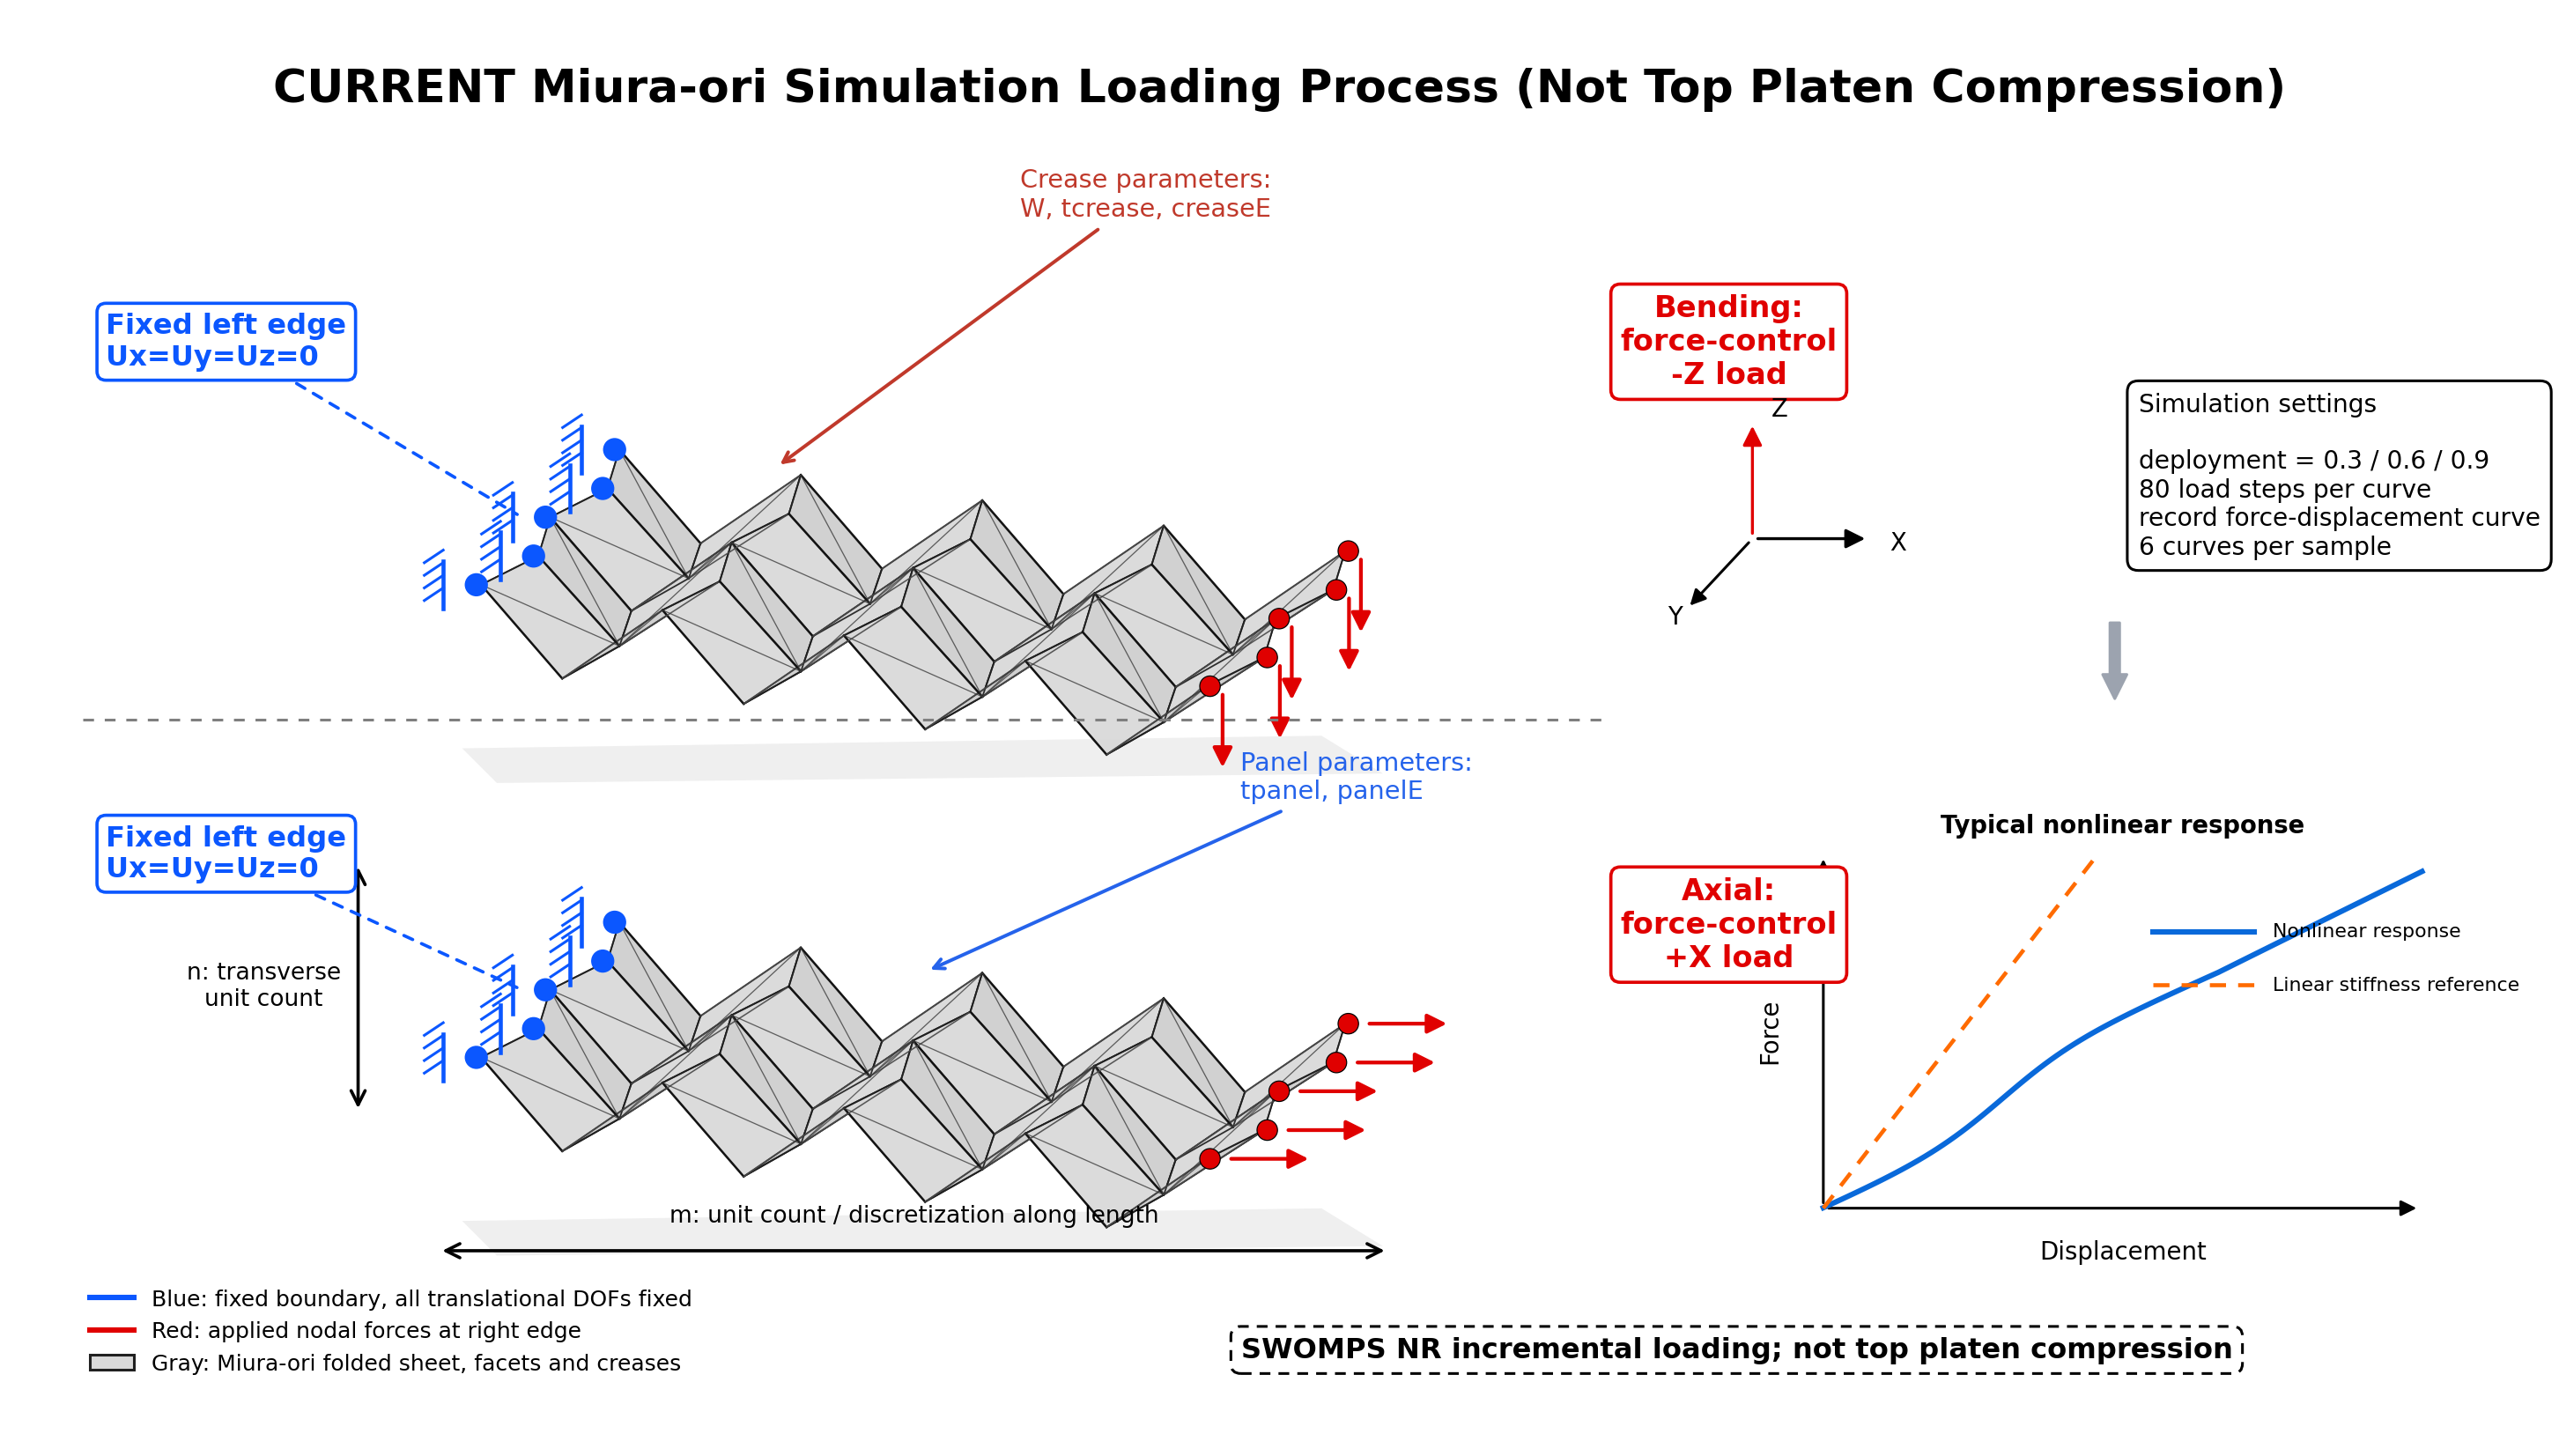 CURRENT Miura-ori Simulation Loading Process (Not Top Platen Compression)
Crease parameters:
W, tcrease, creaseE
Fixed left edge
Ux=Uy=Uz=0
Bending:
force-control
-Z load
Z
X
Y
Simulation settings
deployment = 0.3 / 0.6 / 0.9
80 load steps per curve
record force-displacement curve
6 curves per sample
Panel parameters:
tpanel, panelE
Fixed left edge
Ux=Uy=Uz=0
n: transverse
unit count
Axial:
force-control
+X load
Typical nonlinear response
Nonlinear response
Linear stiffness reference
Force
Displacement
m: unit count / discretization along length
Blue: fixed boundary, all translational DOFs fixed
Red: applied nodal forces at right edge
Gray: Miura-ori folded sheet, facets and creases
SWOMPS NR incremental loading; not top platen compression